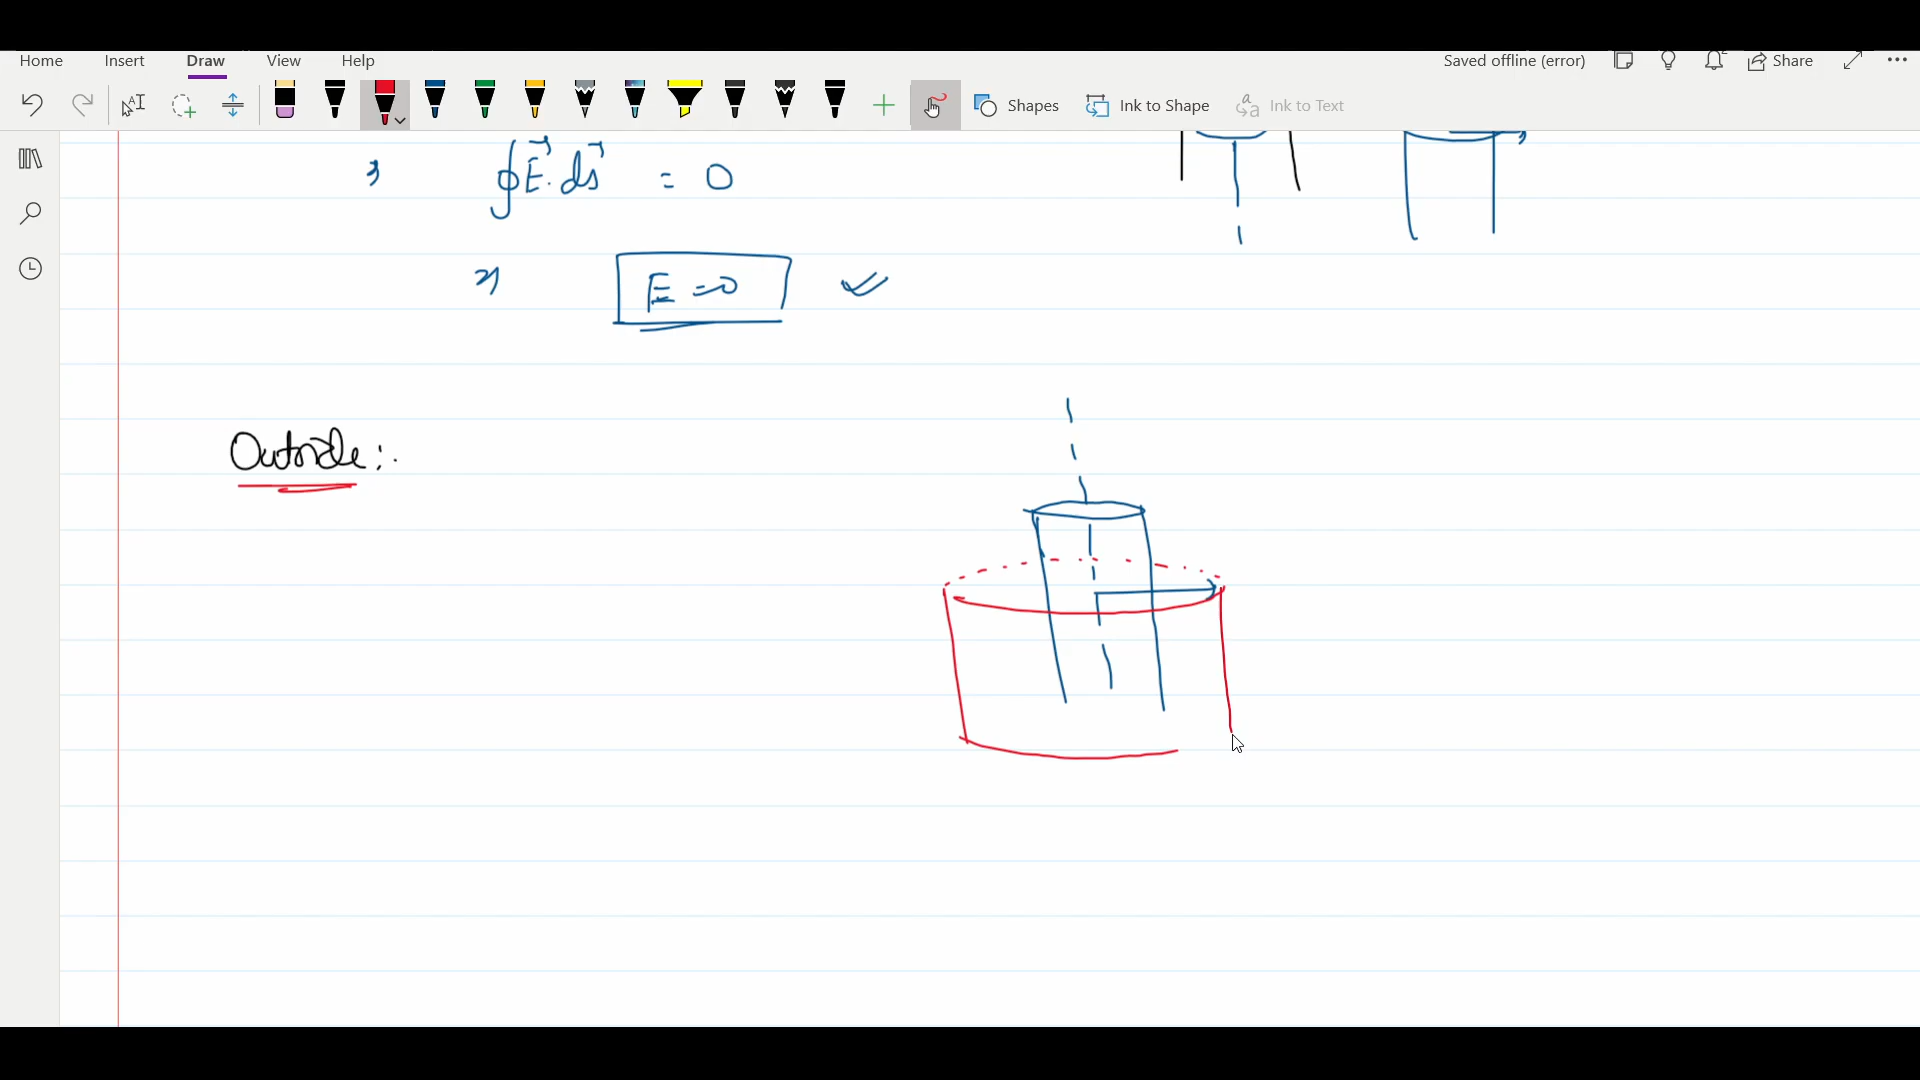 Home Insert Draw View Help Saved offline (error) Share
Shapes Ink to Shape Ink to Text
∮E⃗. ds⃗ = 0
E = 0
Outside :.